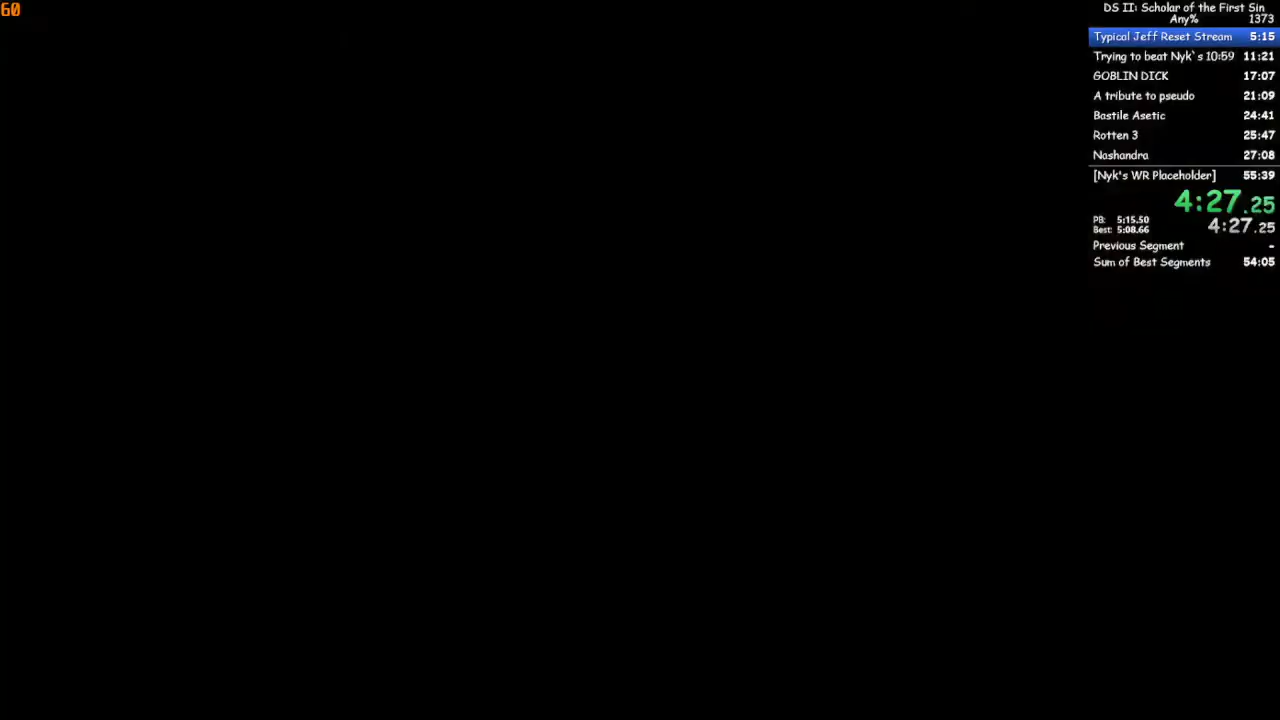 60
DS II: Scholar of the First Sin
Any% 1373
Typical Jeff Reset Stream 5:15
Trying to beat Nyk`s 10:59 11:21
GOBLIN DICK 17:07
A tribute to pseudo 21:09
Bastile Asetic 24:41
Rotten 3 25:47
Nashandra 27:08
[Nyk's WR Placeholder] 55:39
4:27.25
PB: 5:15.50
Best: 5:08.66 4:27.25
Previous Segment -
Sum of Best Segments 54:05